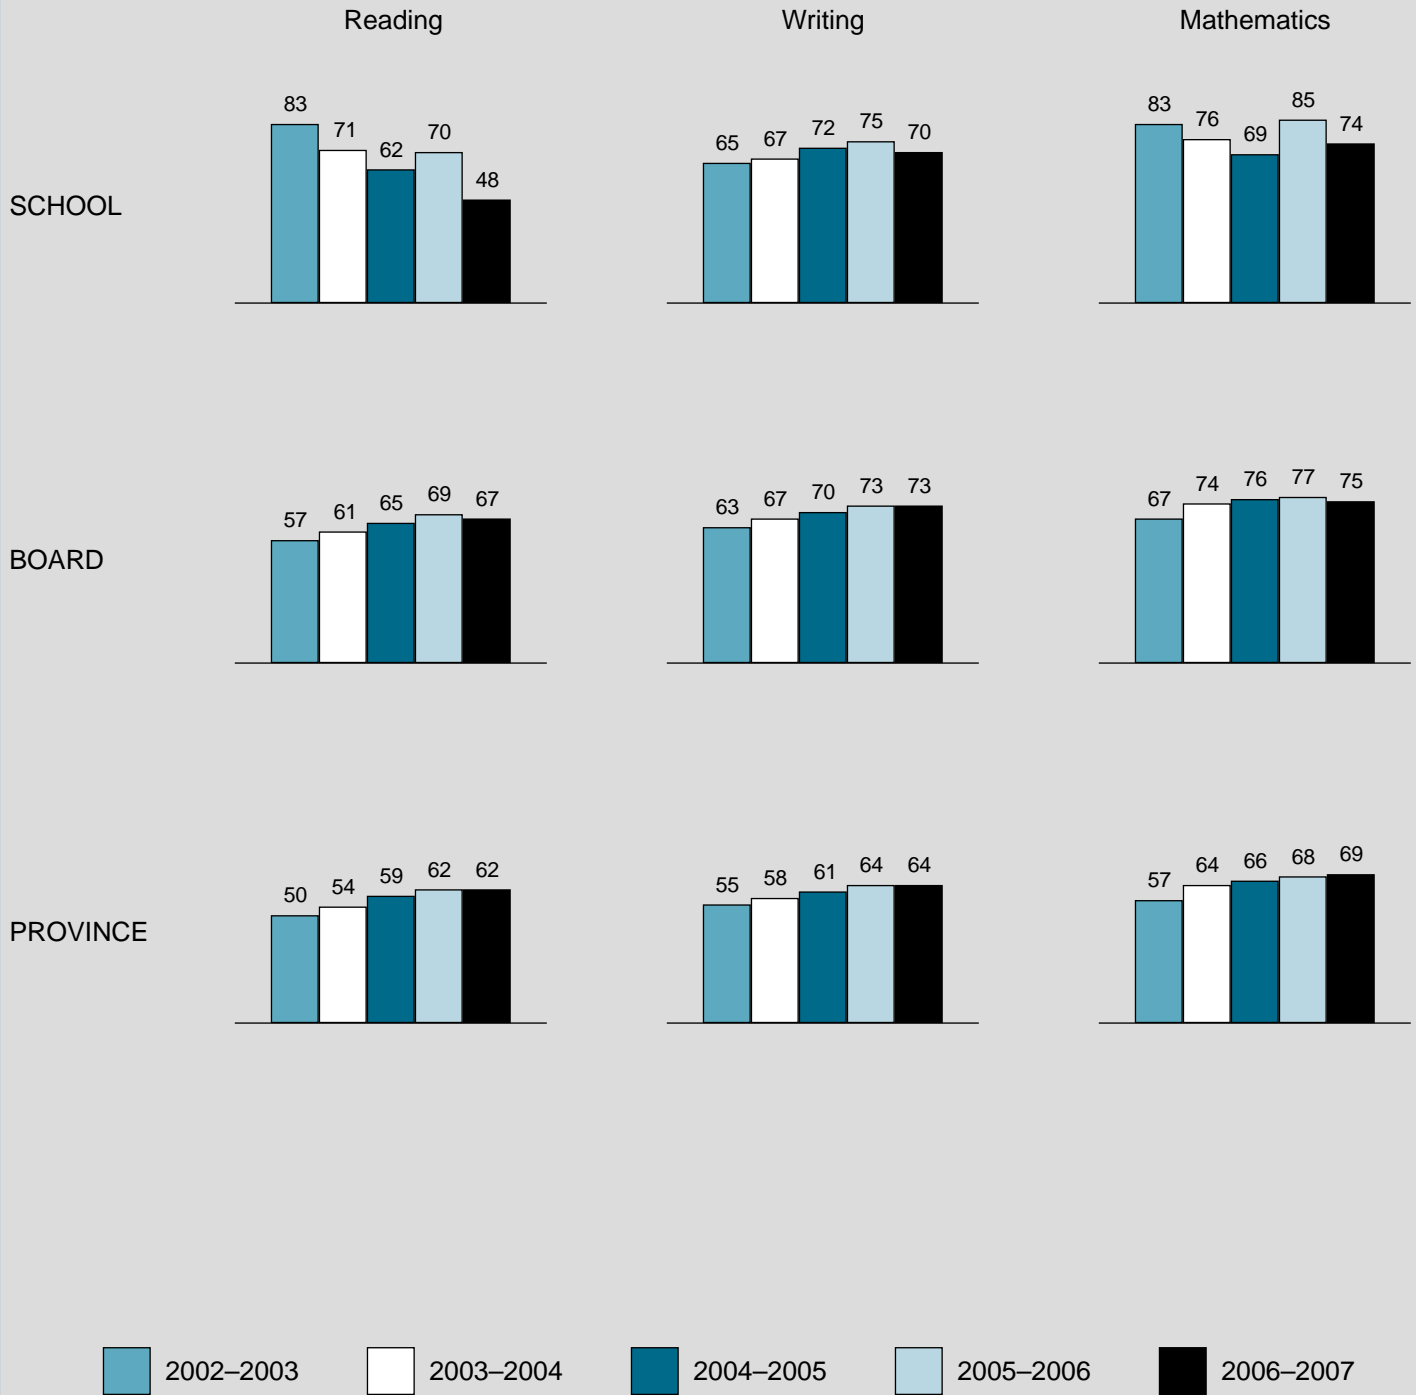 Reading Writing Mathematics
SCHOOL
83 71 62 70 48
65 67 72 75 70
83 76 69 85 74
BOARD
57 61 65 69 67
63 67 70 73 73
67 74 76 77 75
PROVINCE
50 54 59 62 62
55 58 61 64 64
57 64 66 68 69
2002–2003 2003–2004 2004–2005 2005–2006 2006–2007